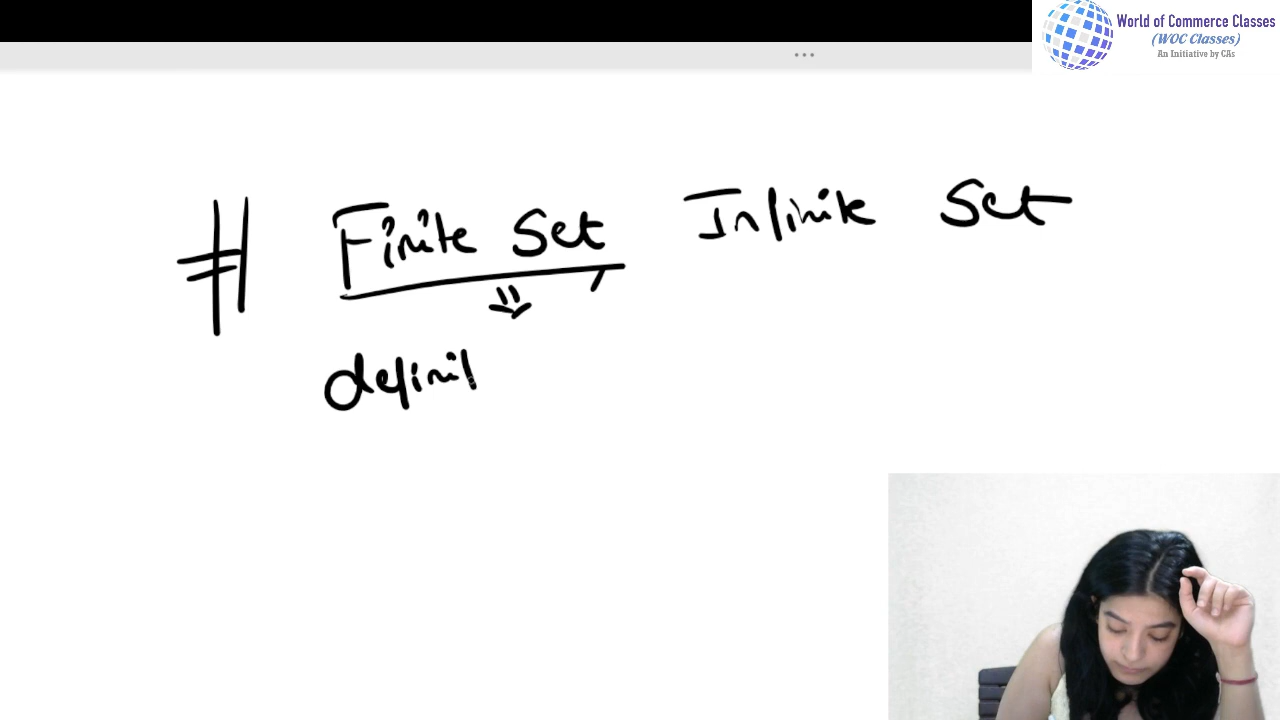 World of Commerce Classes
(WOC Classes)
An Initiative by CAs
# Finite Set Infinite Set
definit